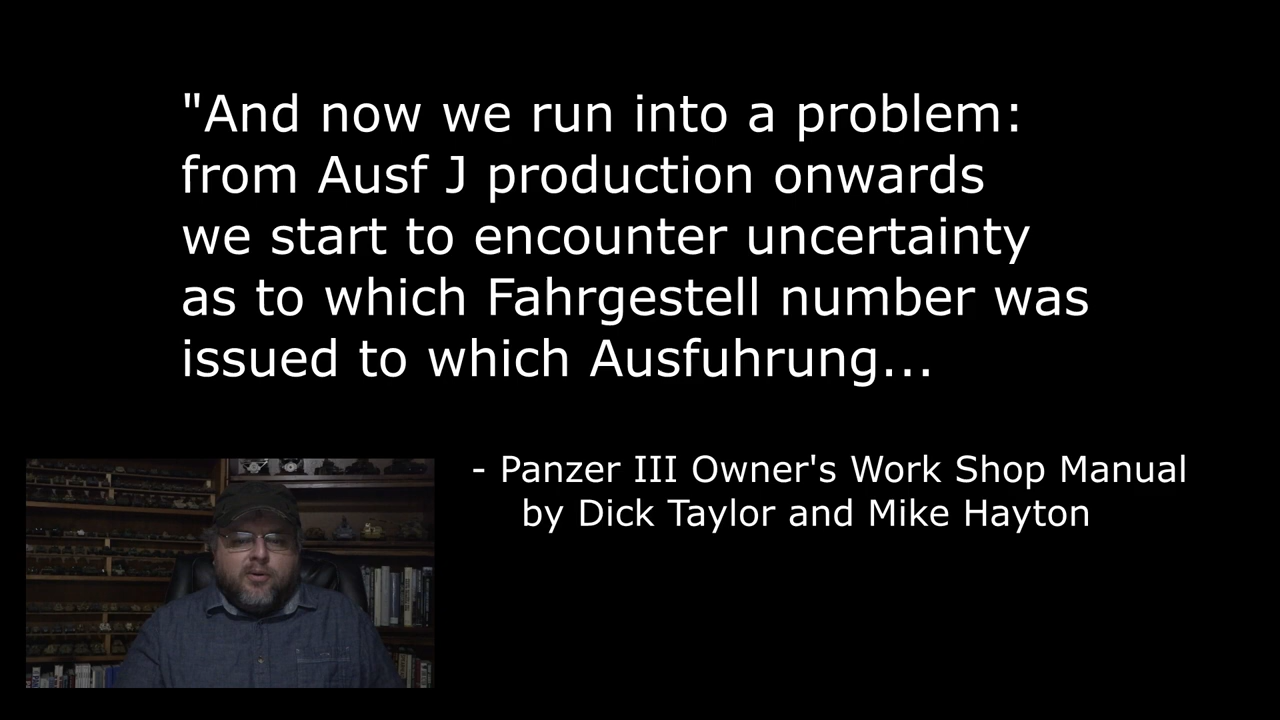 "And now we run into a problem:
from Ausf J production onwards
we start to encounter uncertainty
as to which Fahrgestell number was
issued to which Ausfuhrung...
- Panzer III Owner's Work Shop Manual
by Dick Taylor and Mike Hayton